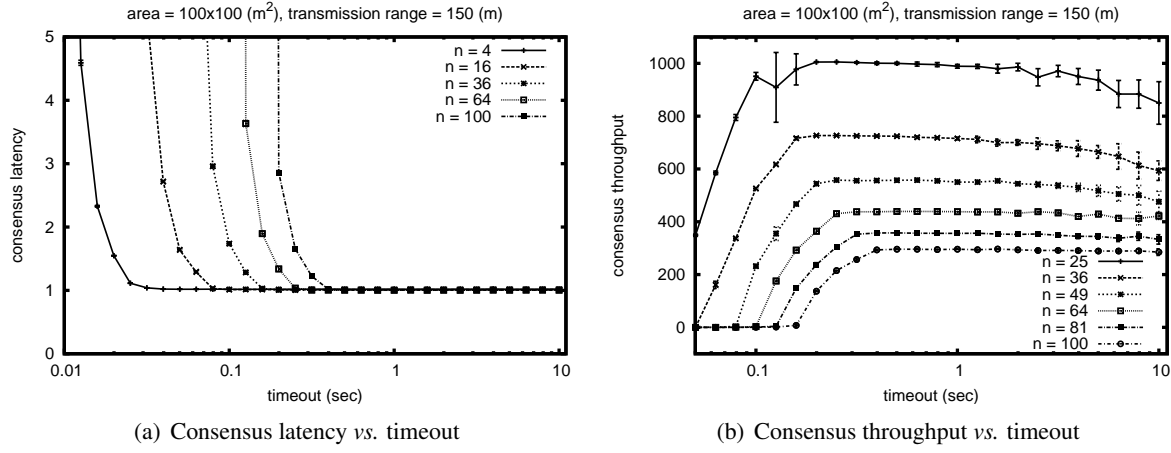 area = 100x100 (m²), transmission range = 150 (m)
5
4
3
2
1
0
0.01
0.1
1
10
consensus latency
timeout (sec)
n = 4
n = 16
n = 36
n = 64
n = 100
(a) Consensus latency vs. timeout
area = 100x100 (m²), transmission range = 150 (m)
1000
800
600
400
200
0
0.1
1
10
consensus throughput
timeout (sec)
n = 25
n = 36
n = 49
n = 64
n = 81
n = 100
(b) Consensus throughput vs. timeout